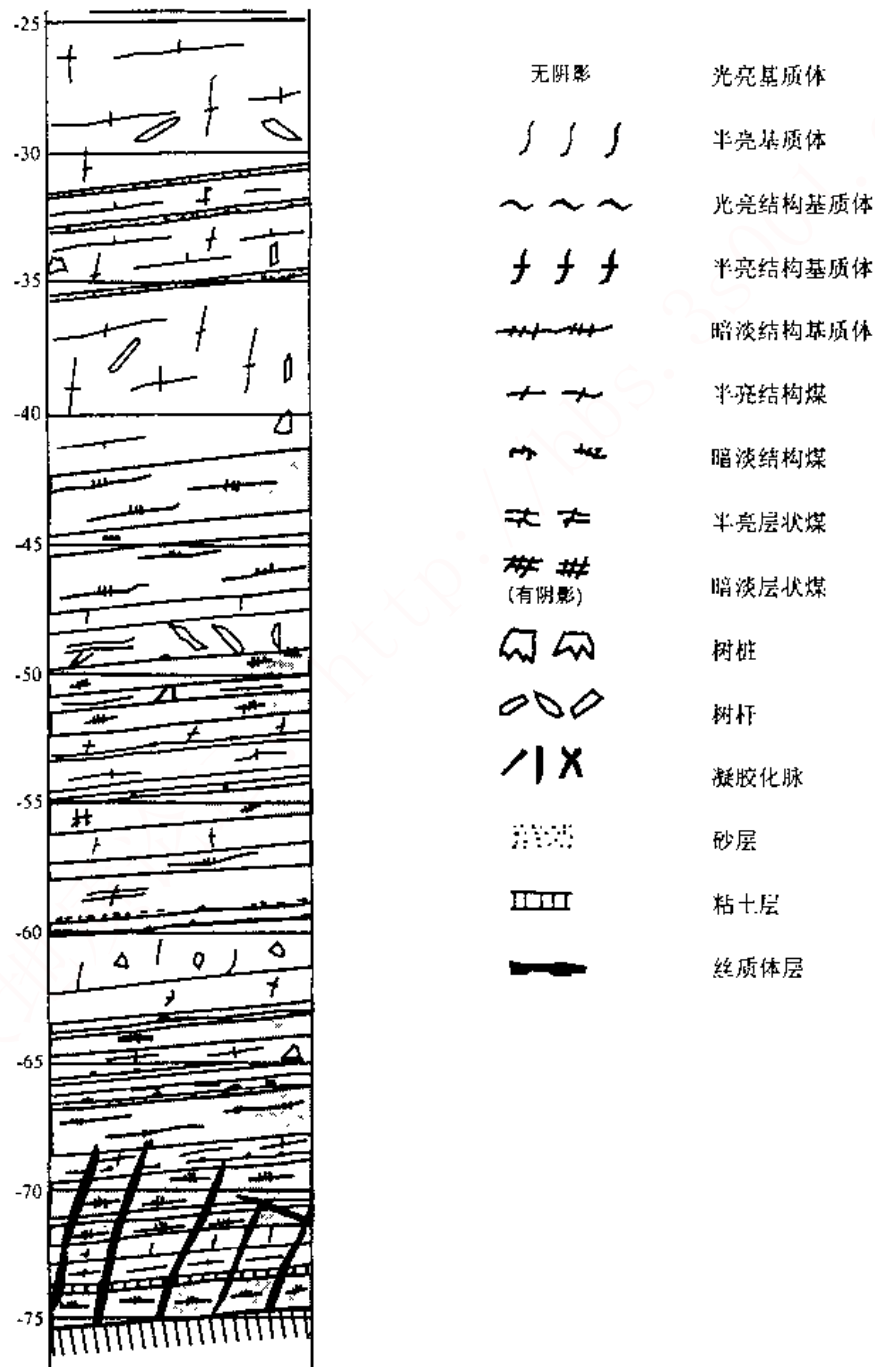 -25
-30
-35
-40
-45
-50
-55
-60
-65
-70
-75
无阴影 光亮基质体
半亮基质体
光亮结构基质体
半亮结构基质体
暗淡结构基质体
半亮结构煤
暗淡结构煤
半亮层状煤
暗淡层状煤
(有阴影)
树桩
树杆
凝胶化脉
砂层
粘土层
丝质体层